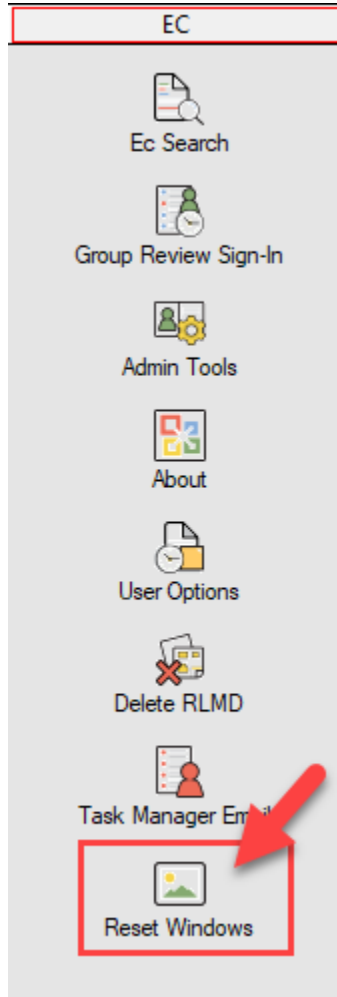 EC
Ec Search
Group Review Sign-In
Admin Tools
About
User Options
Delete RLMD
Task Manager
Reset Windows